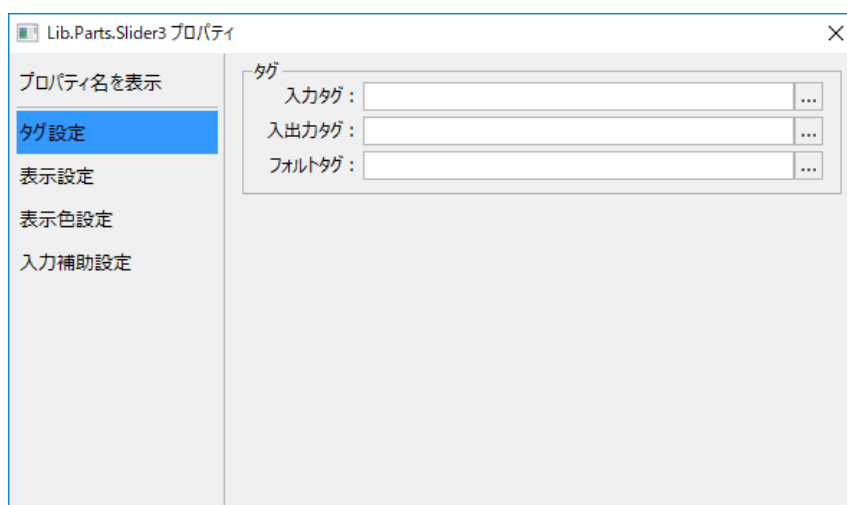 Lib.Parts.Slider3 プロパティ
プロパティ名を表示
タグ設定
表示設定
表示色設定
入力補助設定
タグ
入力タグ：
...
入出力タグ：
...
フォルトタグ：
...